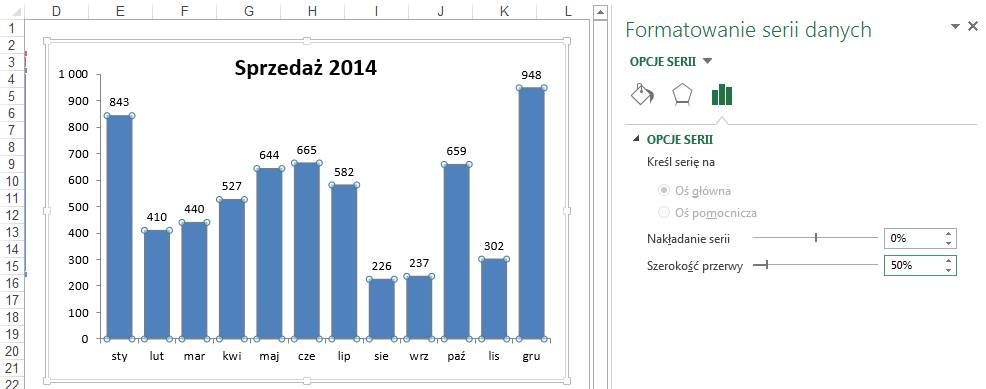 D E F G H I J K L
1
2
3
4
5
6
7
8
9
10
11
12
13
14
15
16
17
18
19
20
21
22
Sprzedaż 2014
1 000
900
800
700
600
500
400
300
200
100
0
843 410 440 527 644 665 582 226 237 659 302 948
sty lut mar kwi maj cze lip sie wrz paź lis gru
Formatowanie serii danych
OPCJE SERII
OPCJE SERII
Kreśl serię na
Oś główna
Oś pomocnicza
Nakładanie serii 0%
Szerokość przerwy 50%